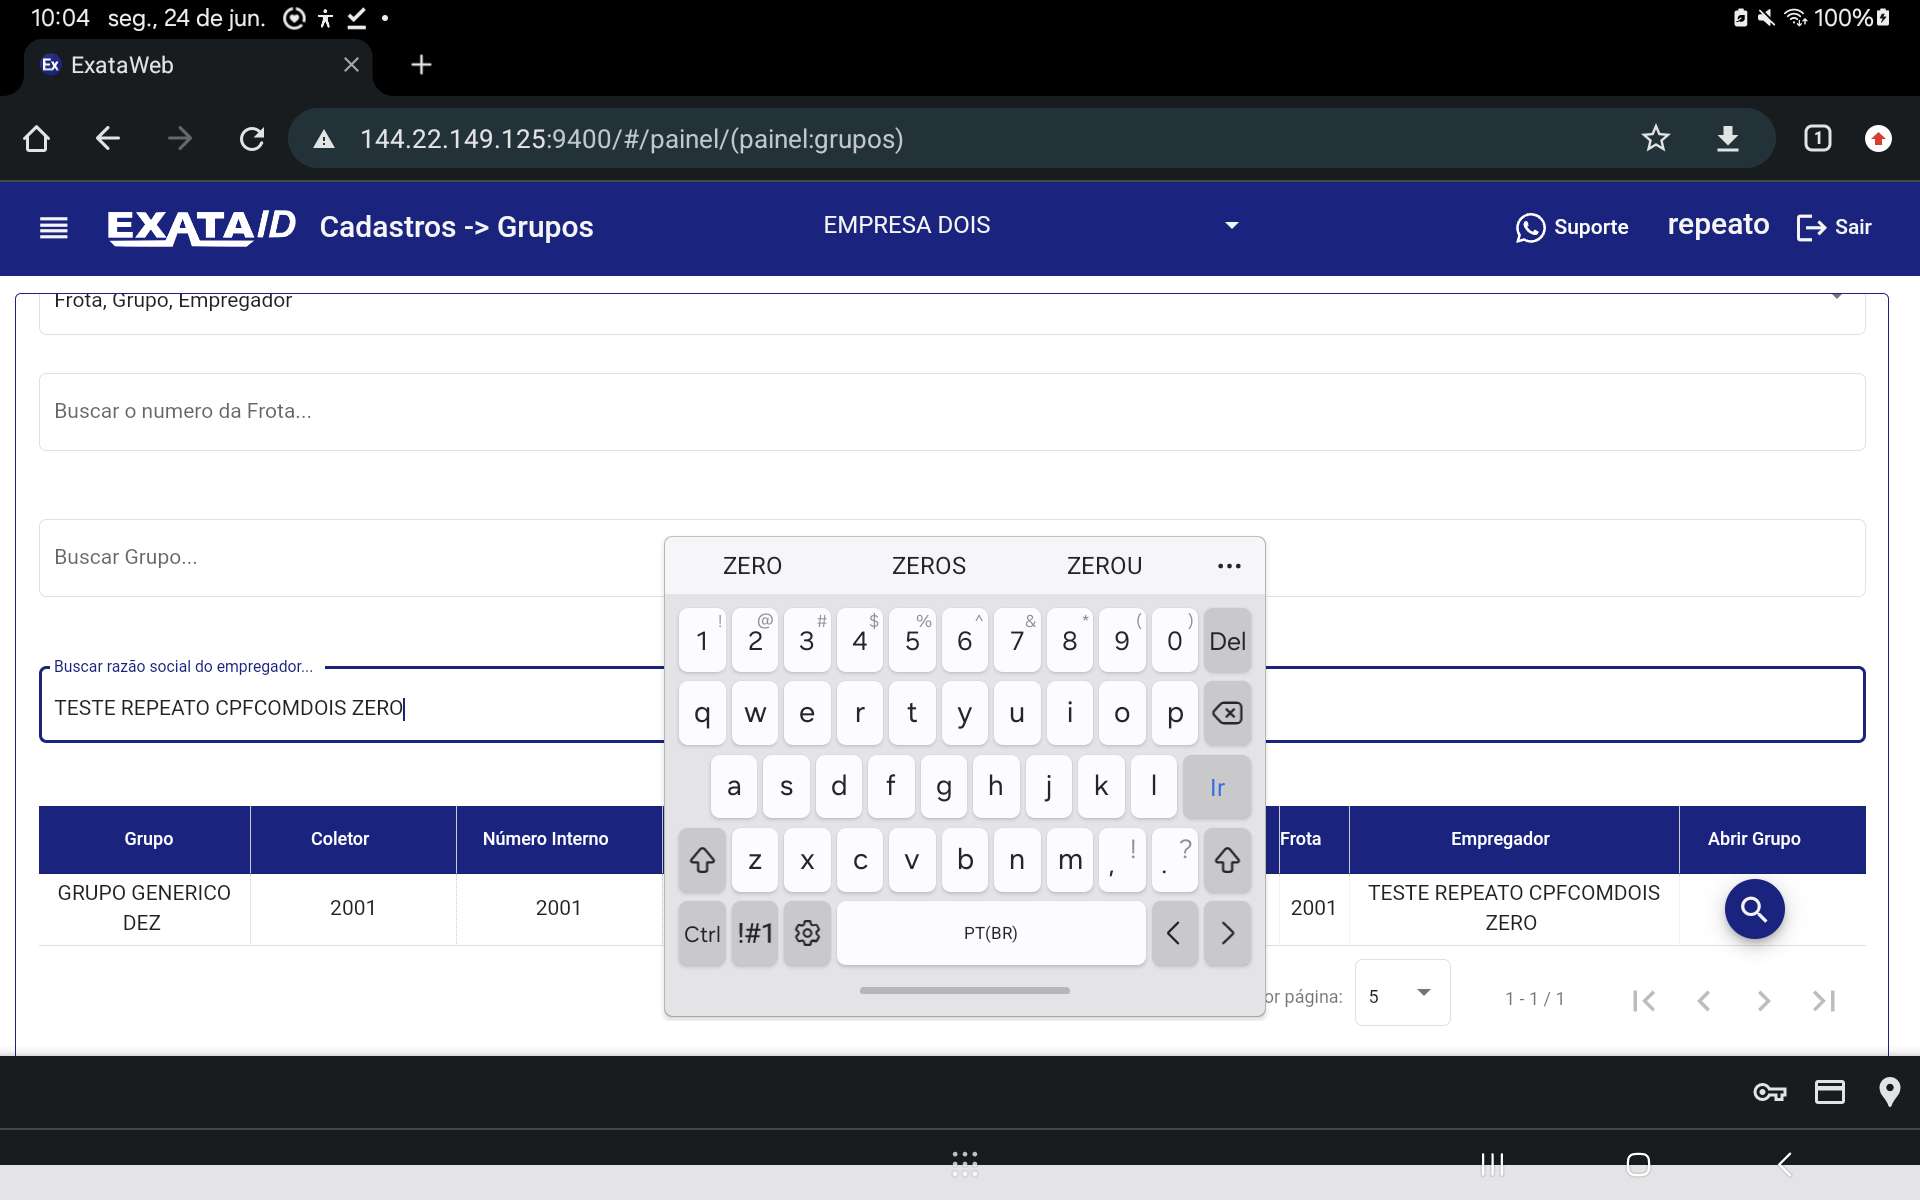 10:04 seg., 24 de jun. 100%
Ex ExataWeb
144.22.149.125:9400/#/painel/(painel:grupos) 1
EXATA/D Cadastros -> Grupos EMPRESA DOIS Suporte repeato Sair
Frota, Grupo, Empregador
Buscar o numero da Frota...
Buscar Grupo...
Buscar razão social do empregador...
TESTE REPEATO CPFCOMDOIS ZERO
ZERO ZEROS ZEROU ...
! @ # $ % ^ & * ( )
1 2 3 4 5 6 7 8 9 0 Del
q w e r t y u i o p
a s d f g h j k l Ir
z x c v b n m , ! . ?
Ctrl !#1 PT(BR) < >
Grupo Coletor Número Interno Frota Empregador Abrir Grupo
GRUPO GENERICO DEZ 2001 2001 2001 TESTE REPEATO CPFCOMDOIS ZERO
or página: 5 1 - 1 / 1